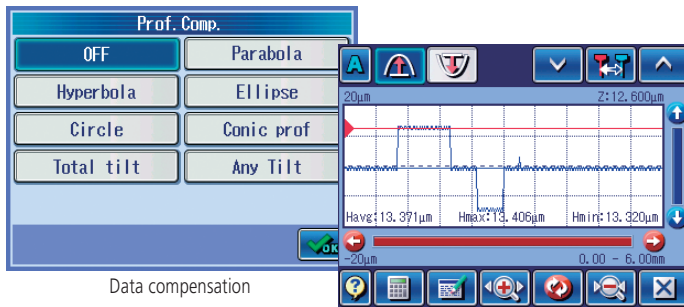 Prof. Comp.
OFF
Parabola
Hyperbola
Ellipse
Circle
Conic prof
Total tilt
Any Tilt
OK
Data compensation
A
20μm
Z:12.600μm
Havg:13.371μm Hmax:13.406μm Hmin:13.320μm
-20μm
0.00 - 6.00mm
?